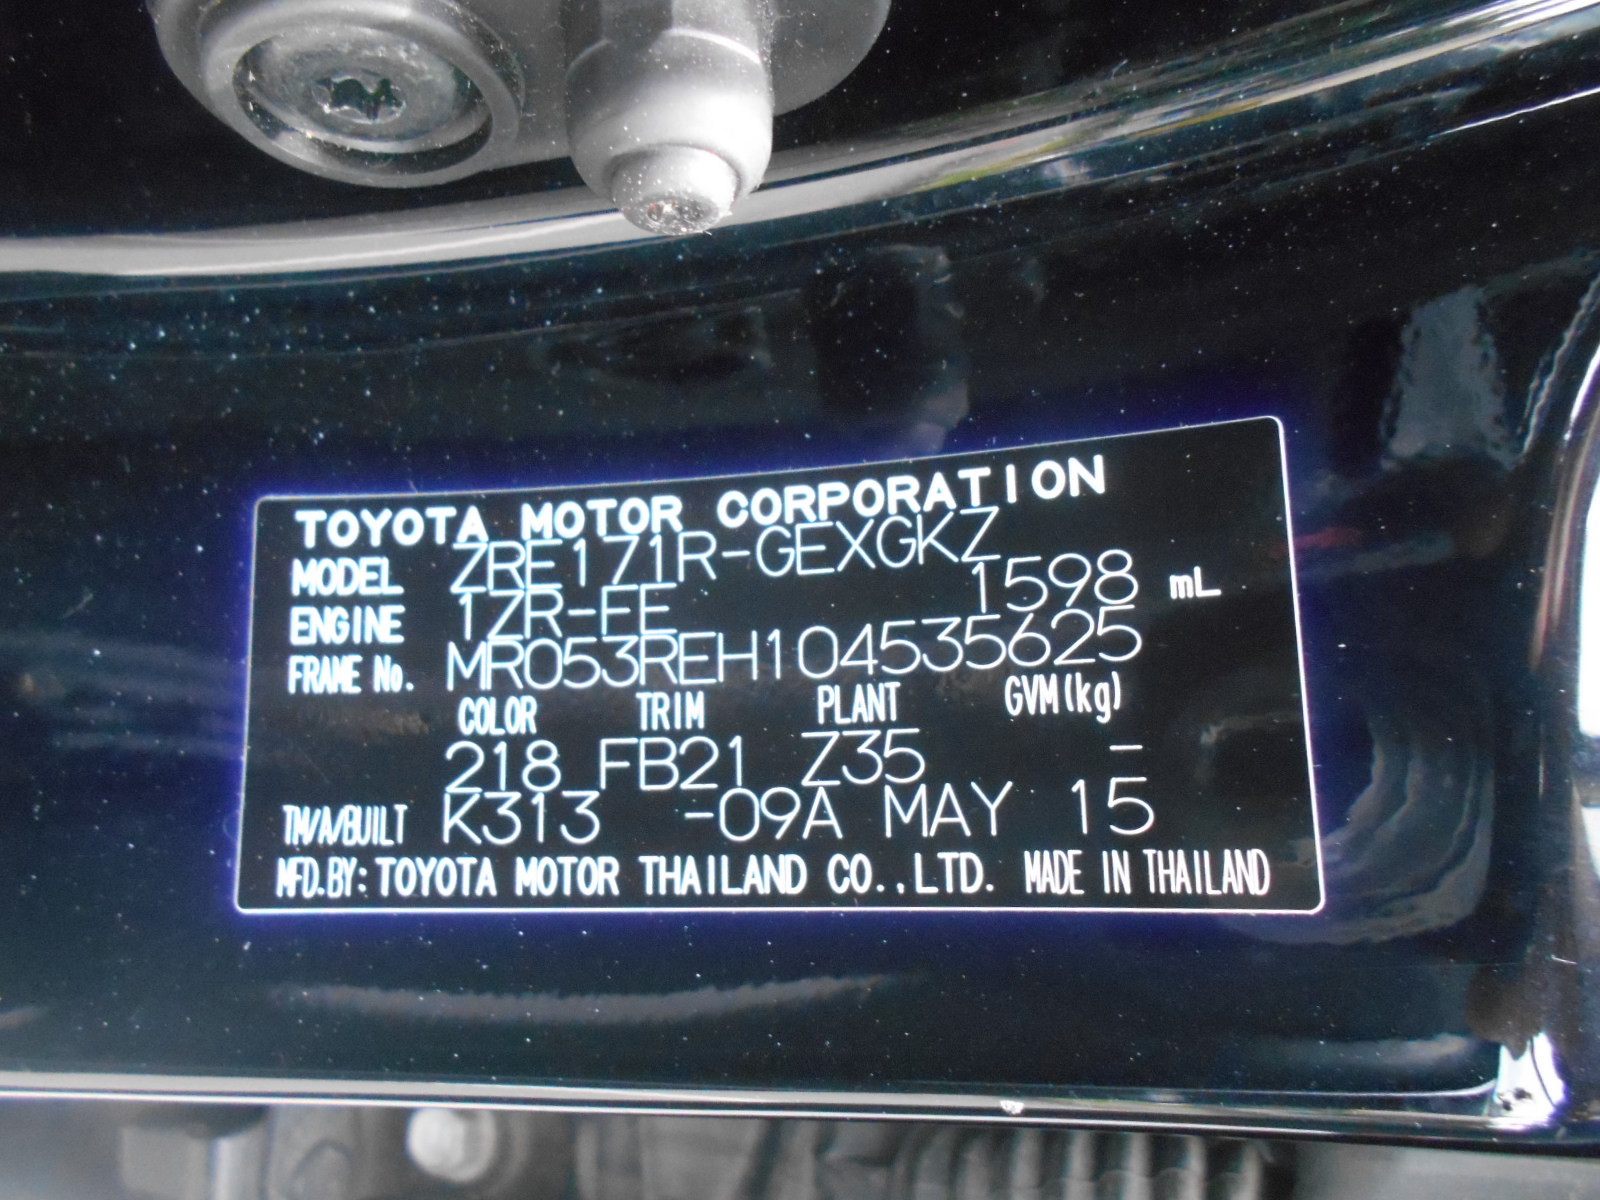 TOYOTA MOTOR CORPORATION
MODEL ZRE171R-GEXGKZ
ENGINE 1ZR-FE 1598 mL
FRAME No. MR053REH104535625
COLOR TRIM PLANT GVM(kg)
218 FB21 Z35 -
TM/A/BUILT K313 -09A MAY 15
MFD.BY: TOYOTA MOTOR THAILAND CO.,LTD. MADE IN THAILAND